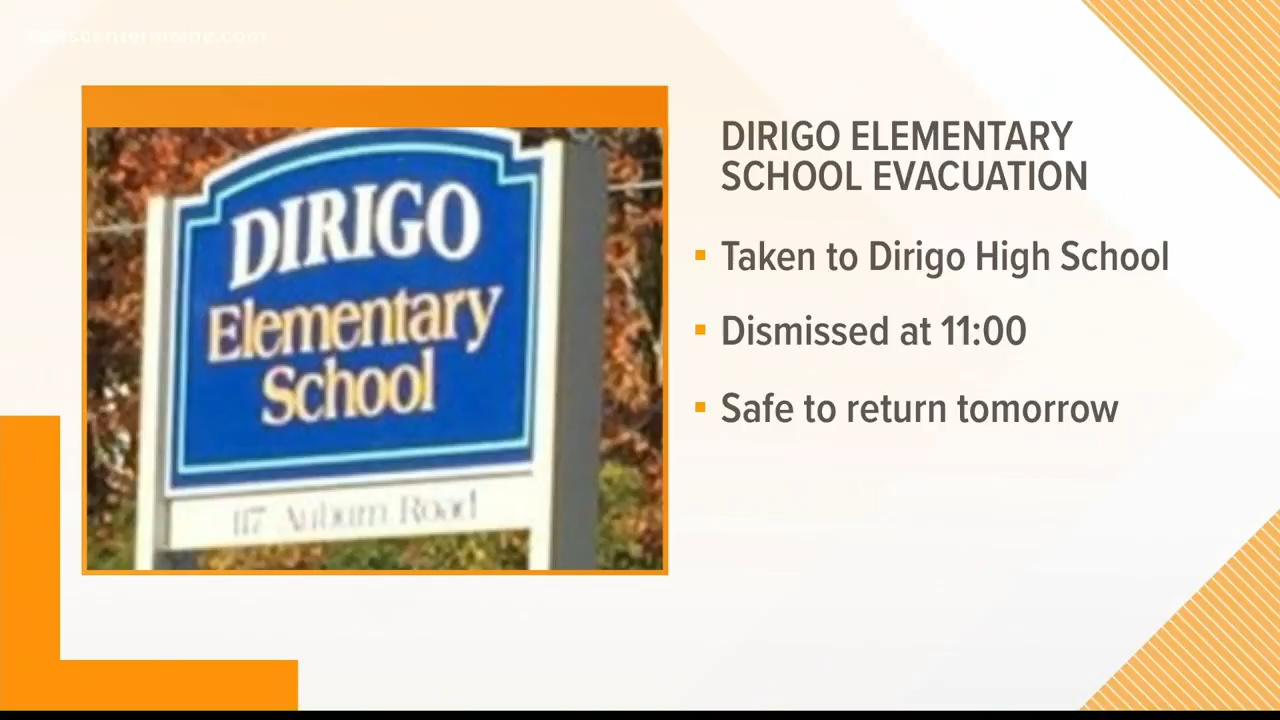 DIRIGO ELEMENTARY
SCHOOL EVACUATION
Taken to Dirigo High School
Dismissed at 11:00
Safe to return tomorrow
DIRIGO
Elementary
School
117 Auburn Road